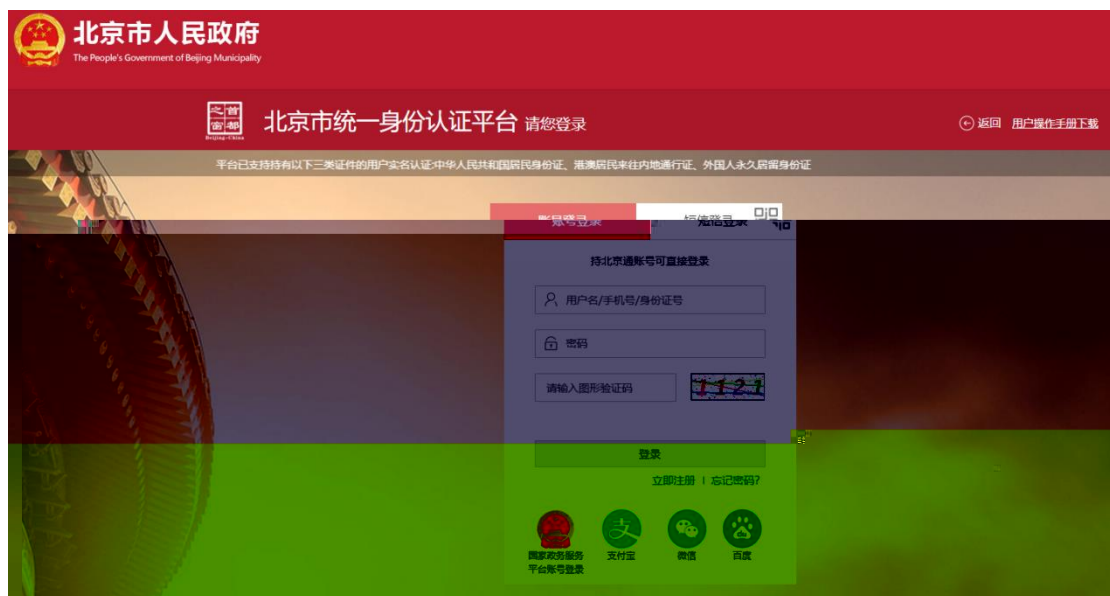 北京市人民政府
The People's Government of Beijing Municipality
首都之窗
Beijing-China
北京市统一身份认证平台 请您登录
返回 用户操作手册下载
平台已支持持有以下三类证件的用户实名认证:中华人民共和国居民身份证、港澳居民来往内地通行证、外国人永久居留身份证
账号登录 短信登录
持北京通账号可直接登录
用户名/手机号/身份证号
密码
请输入图形验证码 1121
登录
立即注册 | 忘记密码?
国家政务服务平台账号登录 支付宝 微信 百度